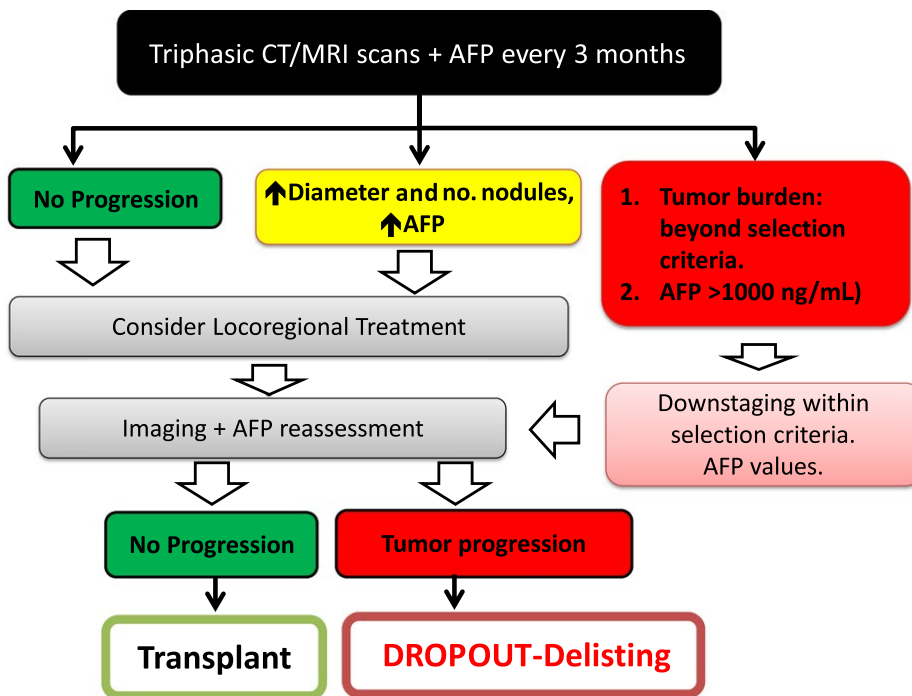 Triphasic CT/MRI scans + AFP every 3 months
No Progression
↑Diameter and no. nodules,
↑AFP
1. Tumor burden:
beyond selection
criteria.
2. AFP >1000 ng/mL)
Consider Locoregional Treatment
Imaging + AFP reassessment
Downstaging within
selection criteria.
AFP values.
No Progression
Tumor progression
Transplant
DROPOUT-Delisting